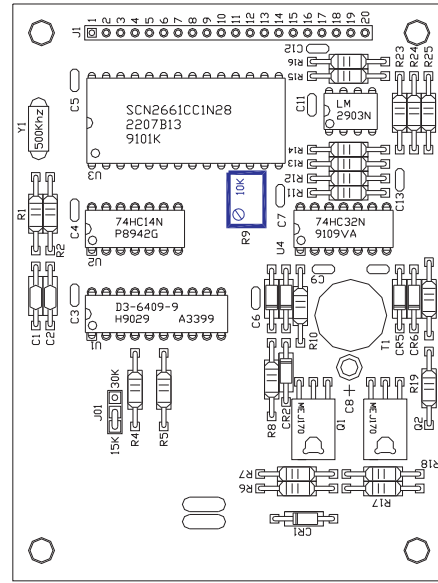 J1
1 2 3 4 5 6 7 8 9 10 11 12 13 14 15 16 17 18 19 20
C12
R16
R15
R23 R24 R25
C5
SCN2661CC1N28
2207B13
9101K
U3
C11
LM
2903N
Y1
500Khz
R14
R13
R12
R11
C13
10K
R9
C7
R1
R2
C4
74HC14N
P8942G
U2
74HC32N
9109VA
U4
C1
C2
C3
D3-6409-9
H9029 A3399
U1
C6
C9
R10
T1
CR5
CR6
R8
CR2
C8
+
R19
Q2
J01
30K
15K
R4
R5
MEJ170
Q1
MEJ170
R7
R6
R18
R17
CR1